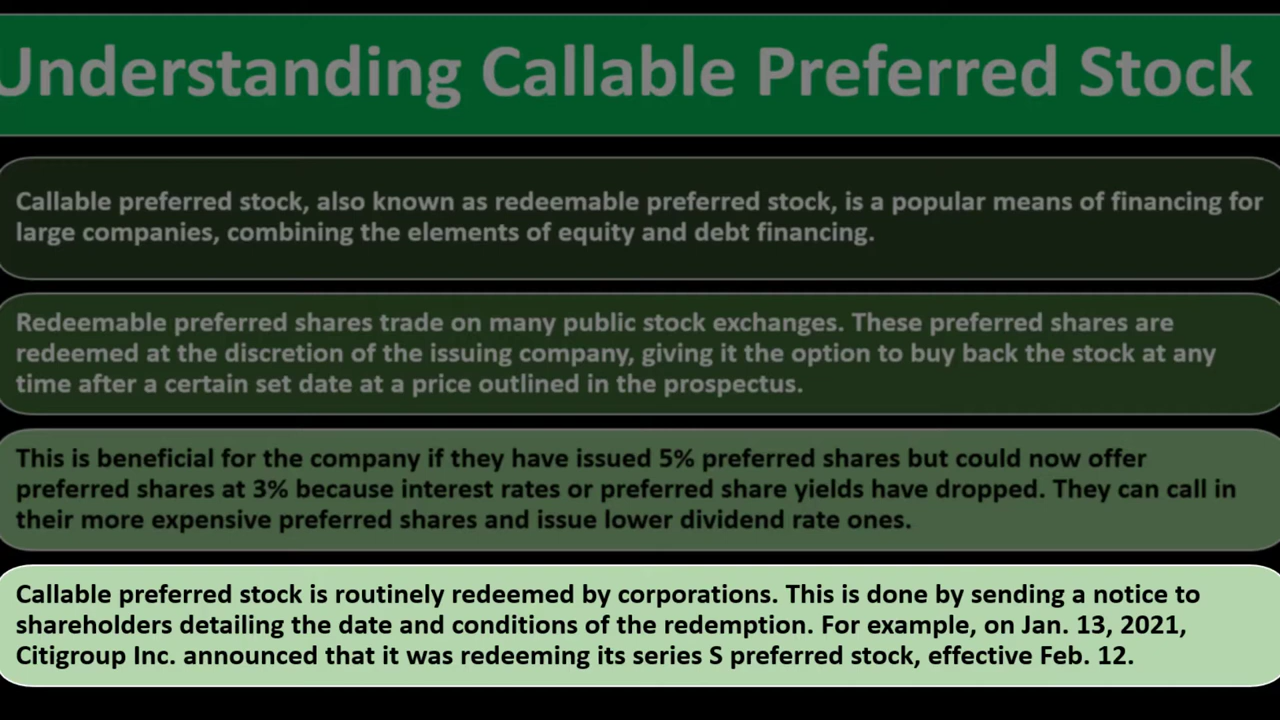 Understanding Callable Preferred Stock
Callable preferred stock, also known as redeemable preferred stock, is a popular means of financing for
large companies, combining the elements of equity and debt financing.
Redeemable preferred shares trade on many public stock exchanges. These preferred shares are
redeemed at the discretion of the issuing company, giving it the option to buy back the stock at any
time after a certain set date at a price outlined in the prospectus.
This is beneficial for the company if they have issued 5% preferred shares but could now offer
preferred shares at 3% because interest rates or preferred share yields have dropped. They can call in
their more expensive preferred shares and issue lower dividend rate ones.
Callable preferred stock is routinely redeemed by corporations. This is done by sending a notice to
shareholders detailing the date and conditions of the redemption. For example, on Jan. 13, 2021,
Citigroup Inc. announced that it was redeeming its series S preferred stock, effective Feb. 12.